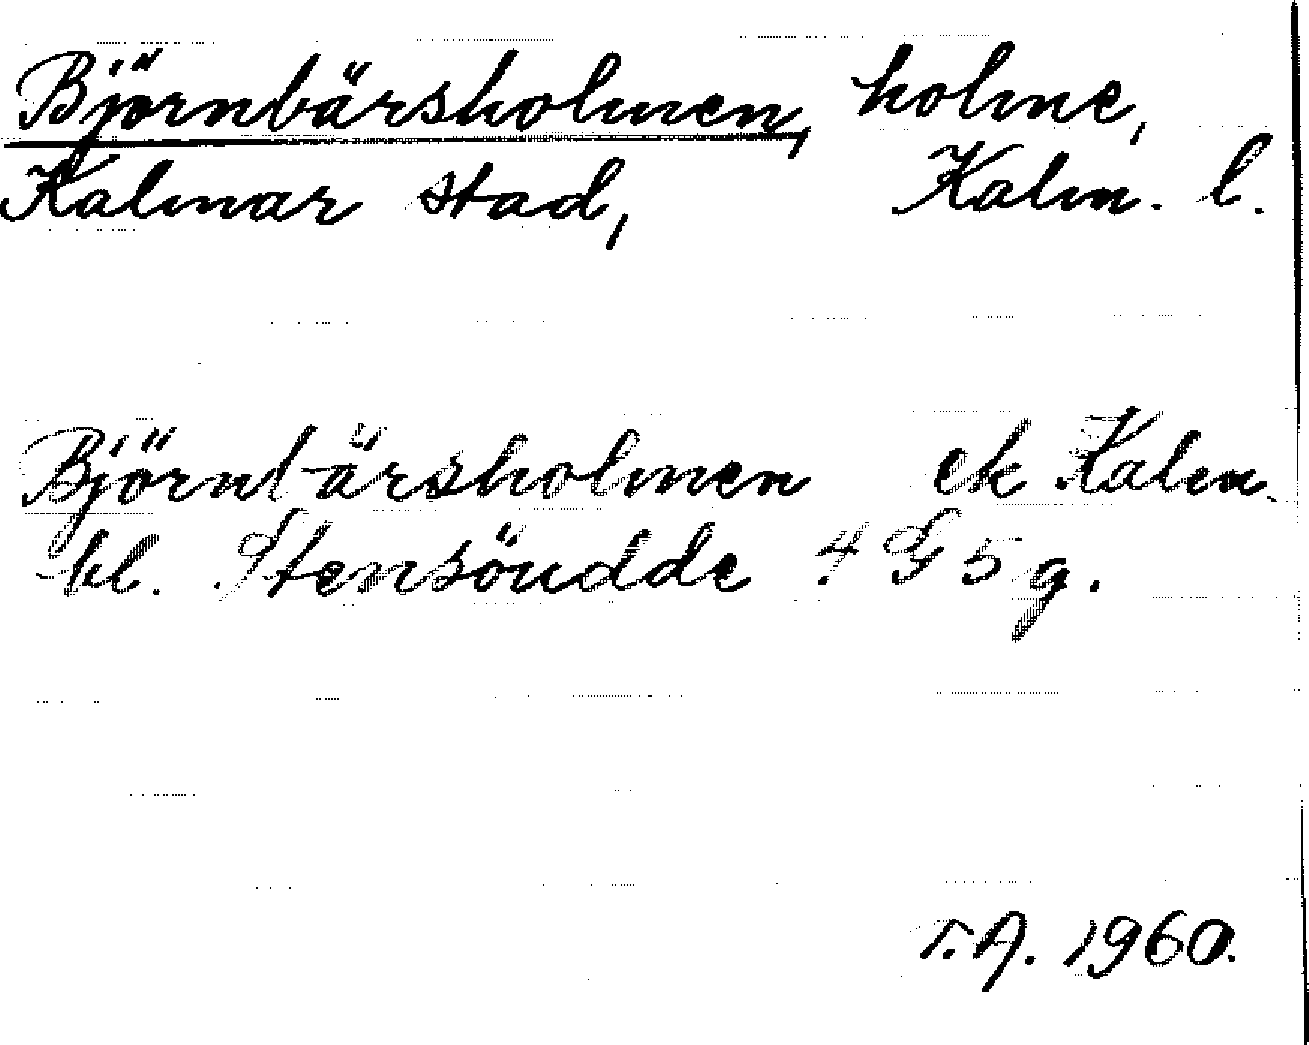 Björnbärsholmen, holme,
Kalmar stad, Kalm. l.
Björnbärsholmen ek Kalm.
bl. Stensöudde 4 G 5 g.
T.A. 1960.